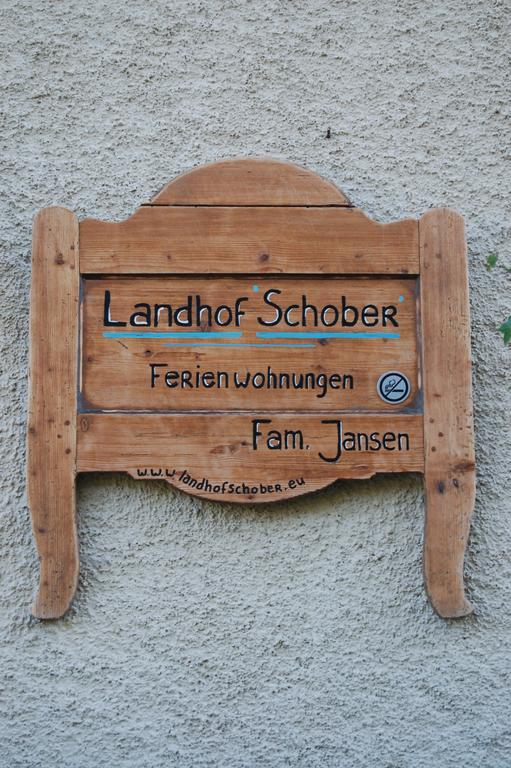 Landhof 'Schober'
Ferienwohnungen
Fam. Jansen
www.landhofschober.eu